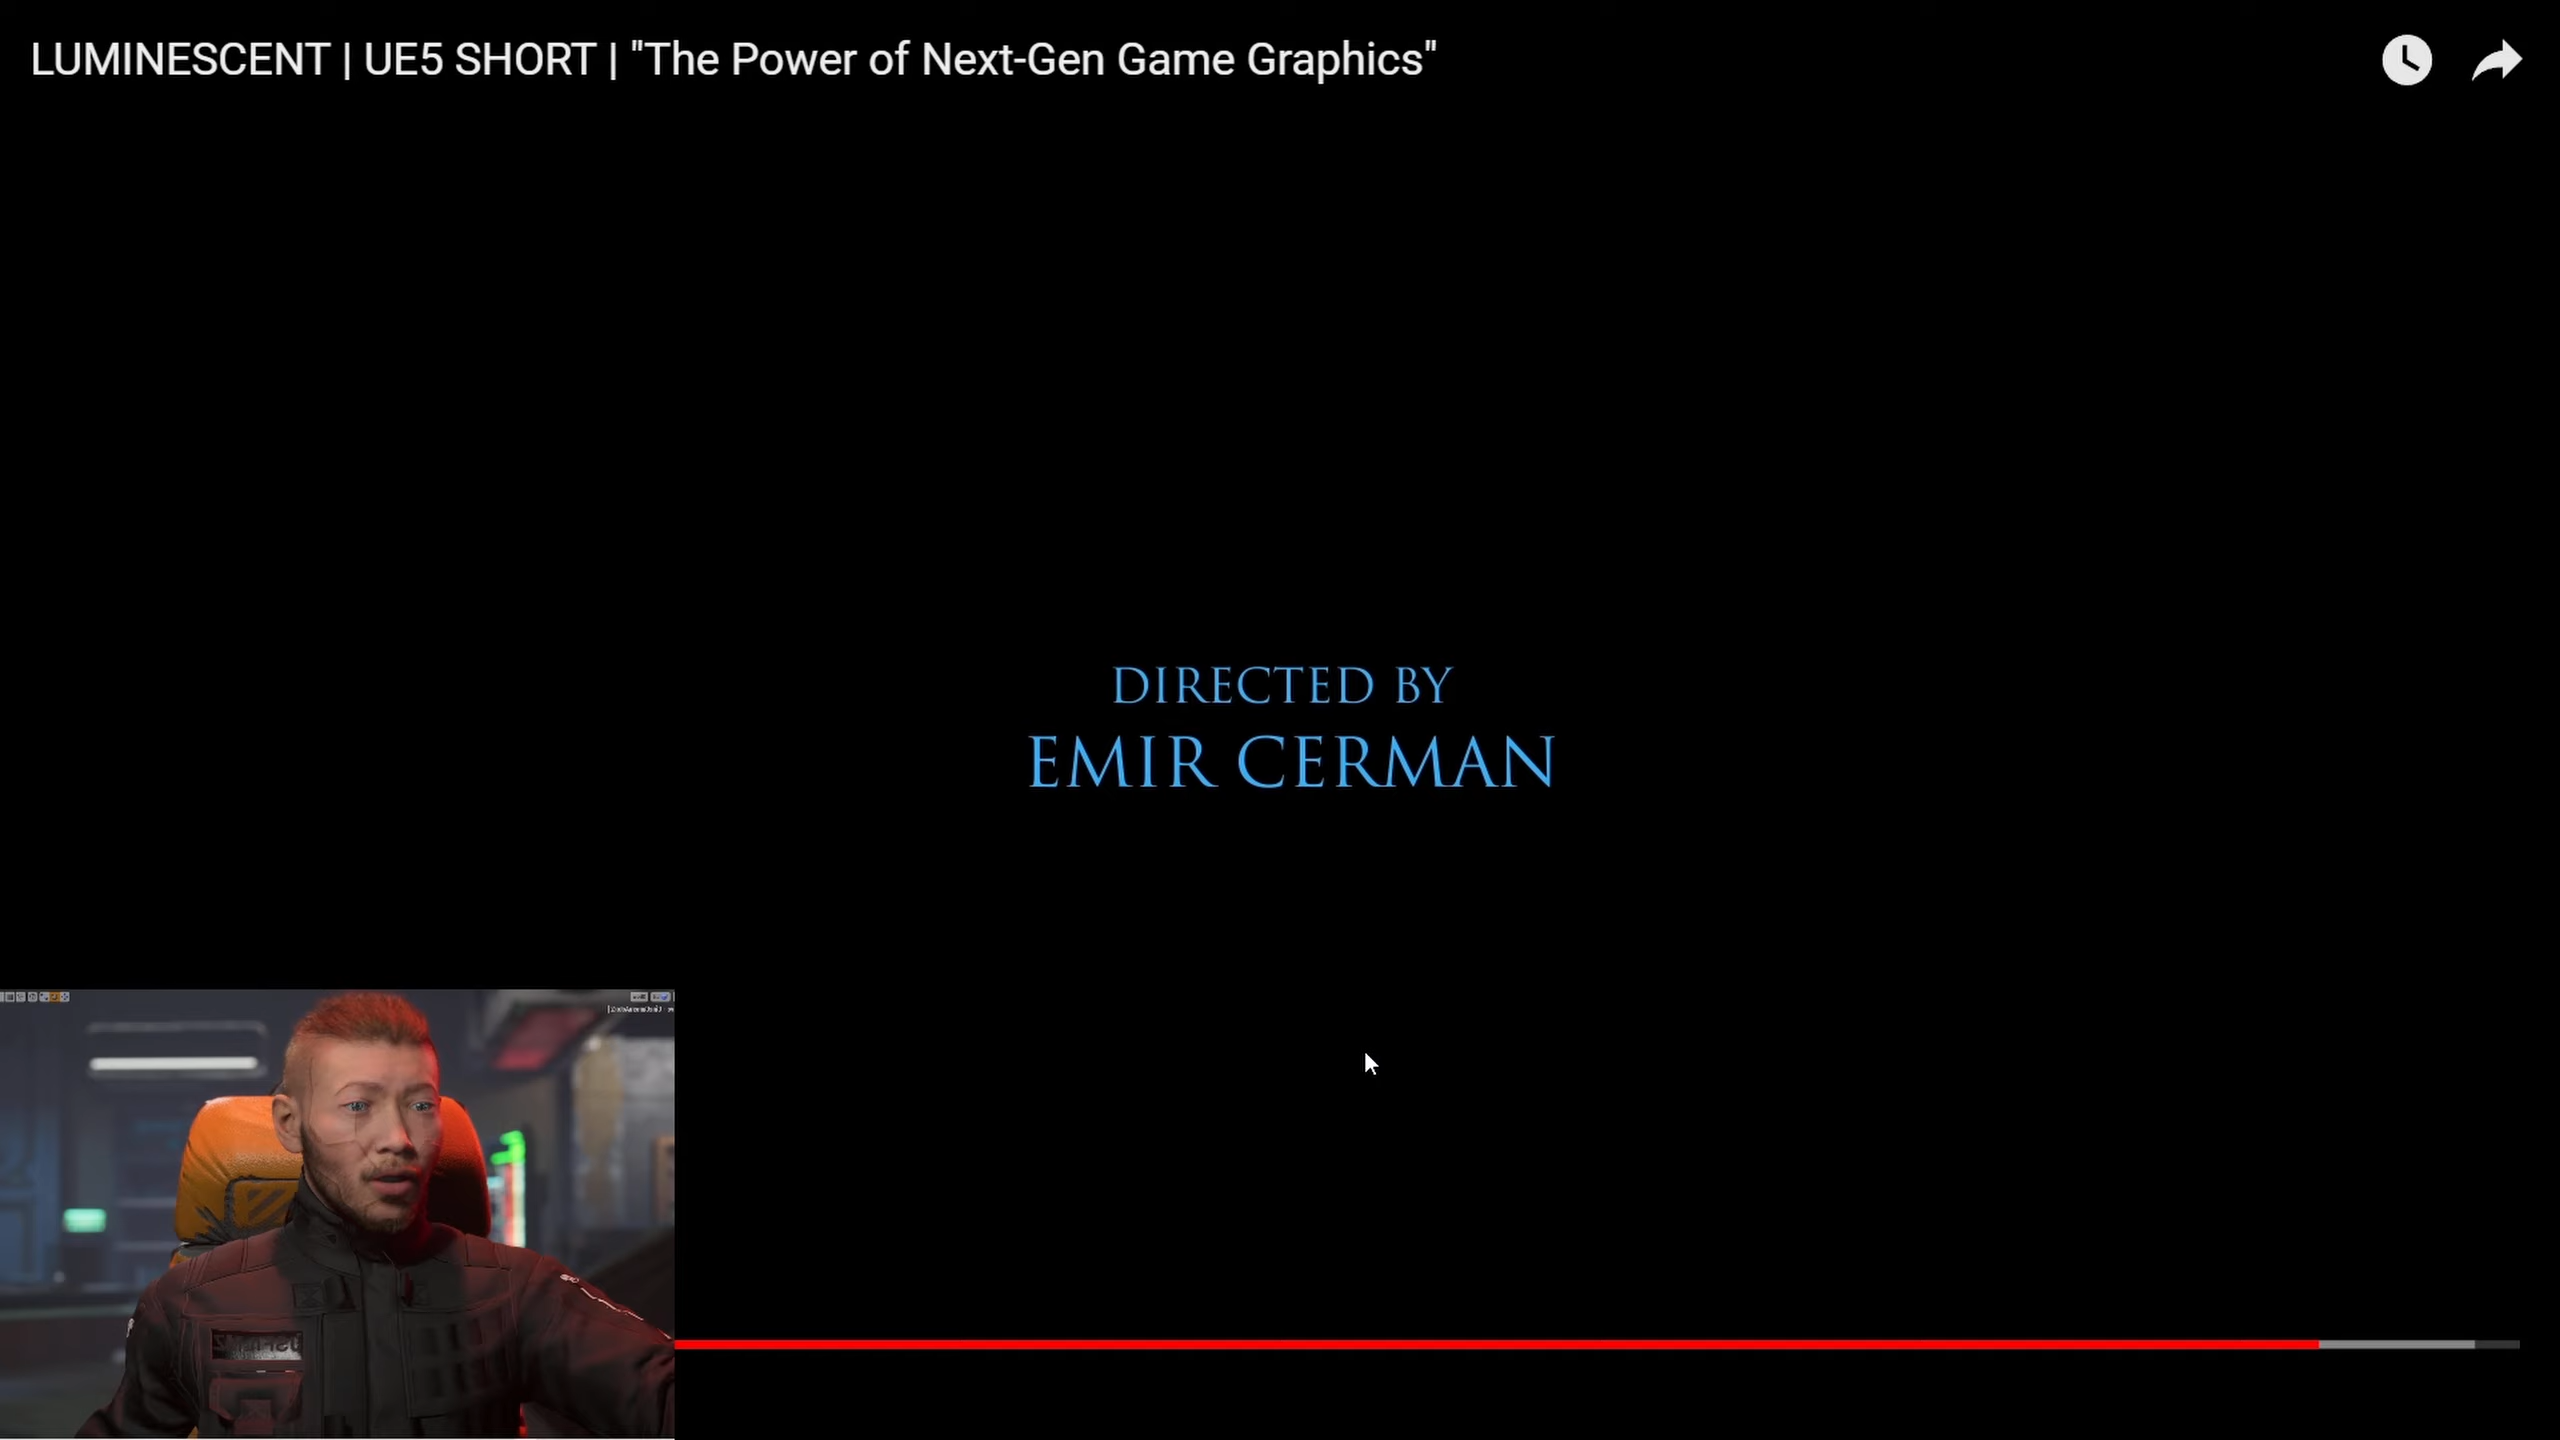 LUMINESCENT | UE5 SHORT | "The Power of Next-Gen Game Graphics"
DIRECTED BY
EMIR CERMAN